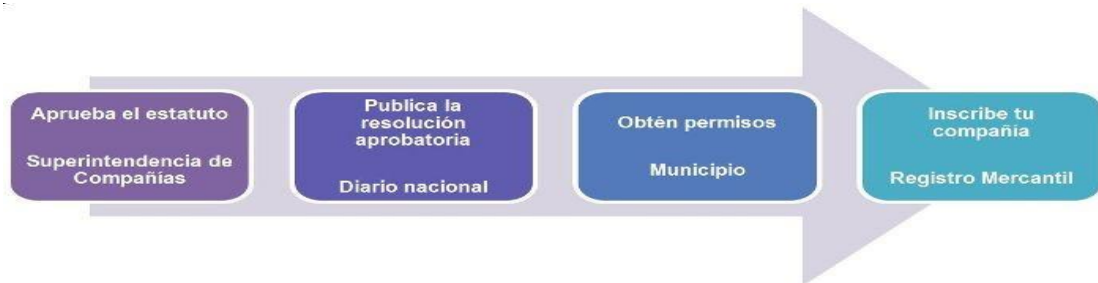 Aprueba el estatuto
Superintendencia de
Compañías
Publica la
resolución
aprobatoria
Diario nacional
Obtén permisos
Municipio
Inscribe tu
compañía
Registro Mercantil